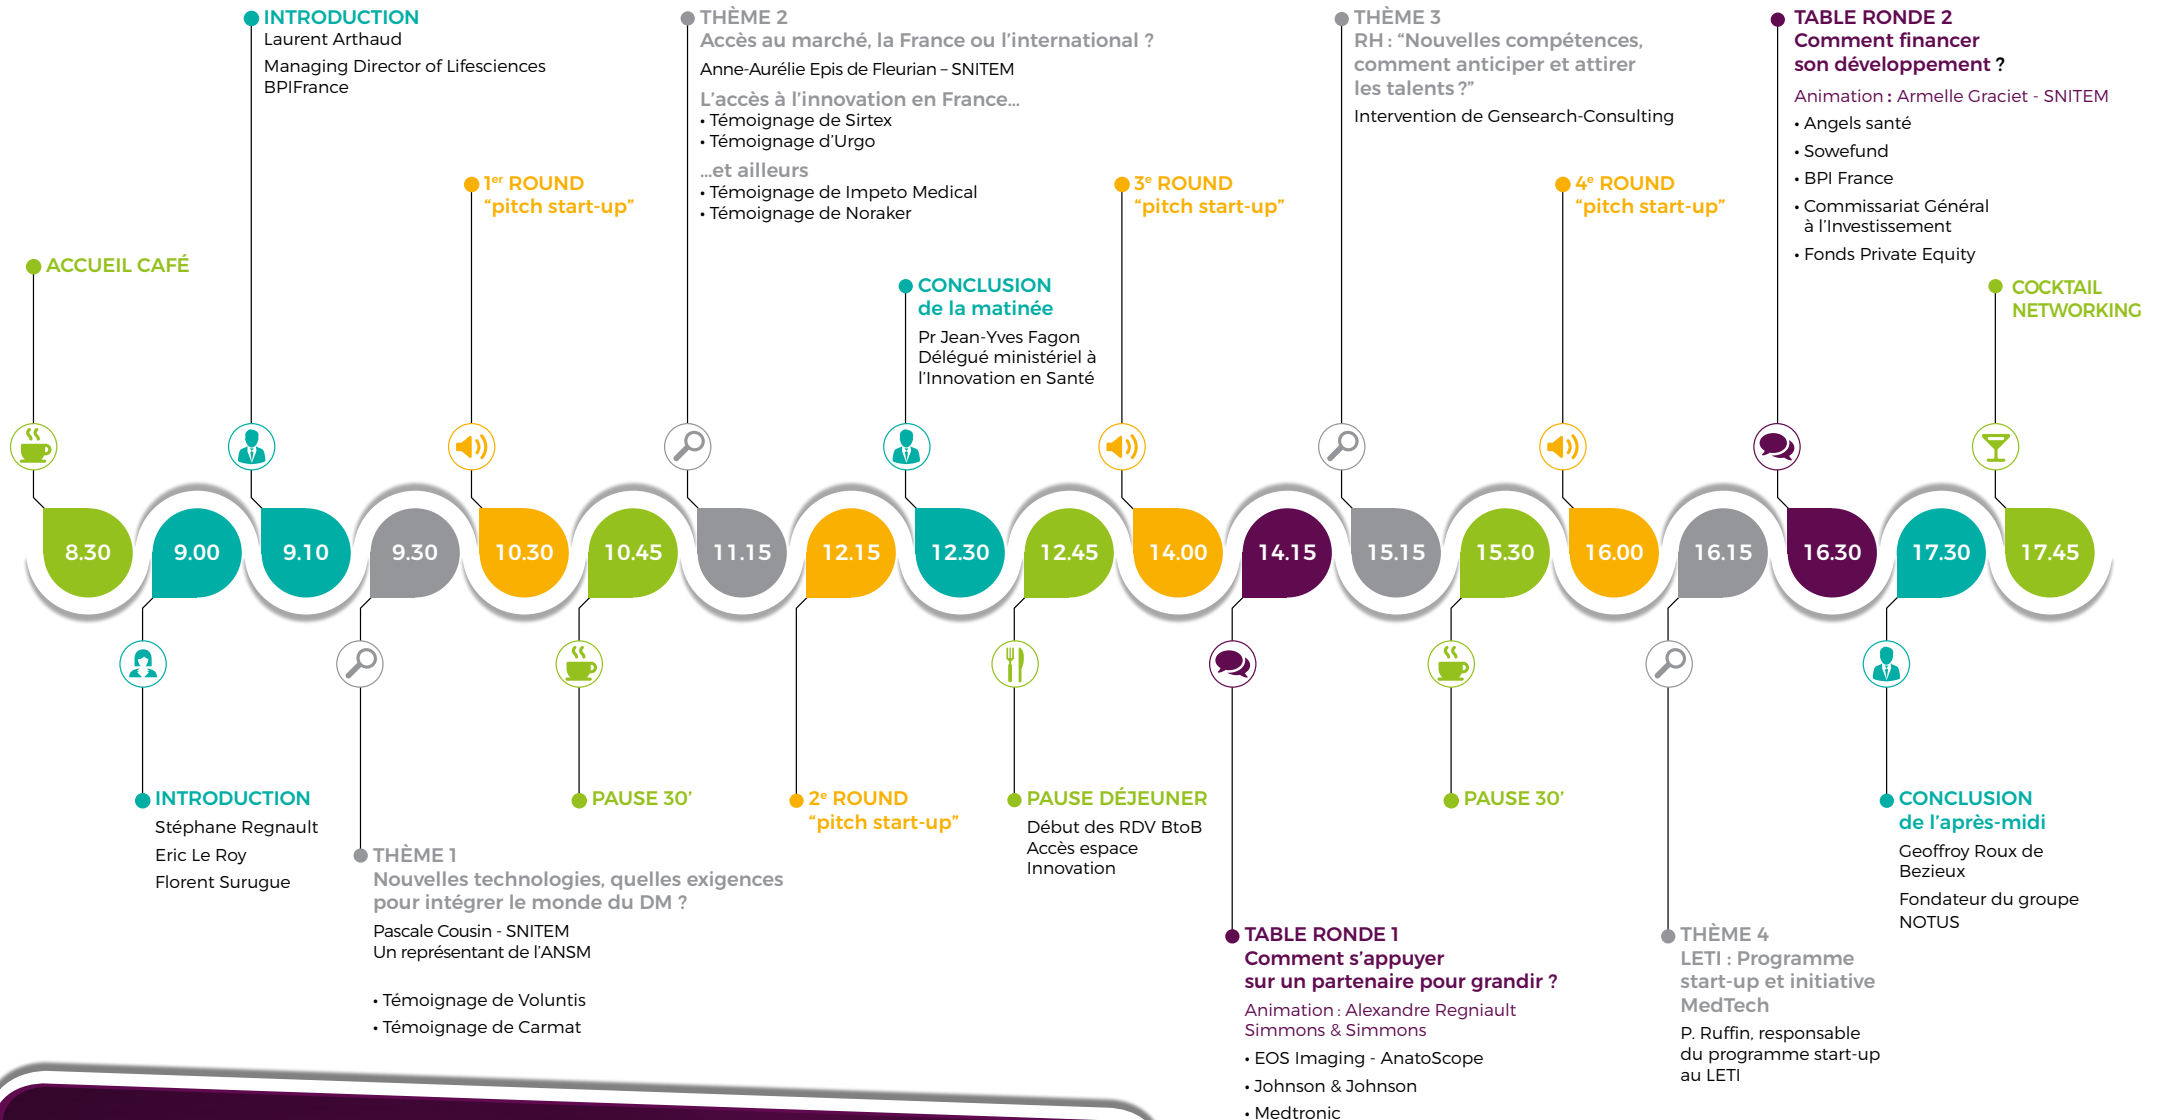 INTRODUCTION
Laurent Arthaud
Managing Director of Lifesciences
BPIFrance
THÈME 2
Accès au marché, la France ou l’international ?
Anne-Aurélie Epis de Fleurian – SNITEM
L’accès à l’innovation en France...
• Témoignage de Sirtex
• Témoignage d’Urgo
...et ailleurs
• Témoignage de Impeto Medical
• Témoignage de Noraker
THÈME 3
RH : “Nouvelles compétences,
comment anticiper et attirer
les talents ?”
Intervention de Gensearch-Consulting
TABLE RONDE 2
Comment financer
son développement ?
Animation : Armelle Graciet - SNITEM
• Angels santé
• Sowefund
• BPI France
• Commissariat Général
à l’Investissement
• Fonds Private Equity
1er ROUND
“pitch start-up”
3e ROUND
“pitch start-up”
4e ROUND
“pitch start-up”
ACCUEIL CAFÉ
CONCLUSION
de la matinée
Pr Jean-Yves Fagon
Délégué ministériel à
l’Innovation en Santé
COCKTAIL
NETWORKING
8.30
9.00
9.10
9.30
10.30
10.45
11.15
12.15
12.30
12.45
14.00
14.15
15.15
15.30
16.00
16.15
16.30
17.30
17.45
INTRODUCTION
Stéphane Regnault
Eric Le Roy
Florent Surugue
THÈME 1
Nouvelles technologies, quelles exigences
pour intégrer le monde du DM ?
Pascale Cousin - SNITEM
Un représentant de l’ANSM
• Témoignage de Voluntis
• Témoignage de Carmat
PAUSE 30’
2e ROUND
“pitch start-up”
PAUSE DÉJEUNER
Début des RDV BtoB
Accès espace
Innovation
TABLE RONDE 1
Comment s’appuyer
sur un partenaire pour grandir ?
Animation : Alexandre Regniault
Simmons & Simmons
• EOS Imaging - AnatoScope
• Johnson & Johnson
• Medtronic
PAUSE 30’
THÈME 4
LETI : Programme
start-up et initiative
MedTech
P. Ruffin, responsable
du programme start-up
au LETI
CONCLUSION
de l’après-midi
Geoffroy Roux de
Bezieux
Fondateur du groupe
NOTUS